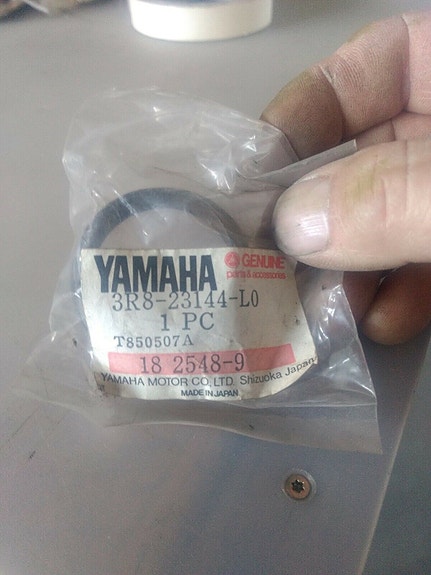 YAMAHA GENUINE
parts & accessories
3R8-23144-L0
1 PC
T850507A
18 2548-9
YAMAHA MOTOR CO., LTD. Shizuoka Japan
MADE IN JAPAN